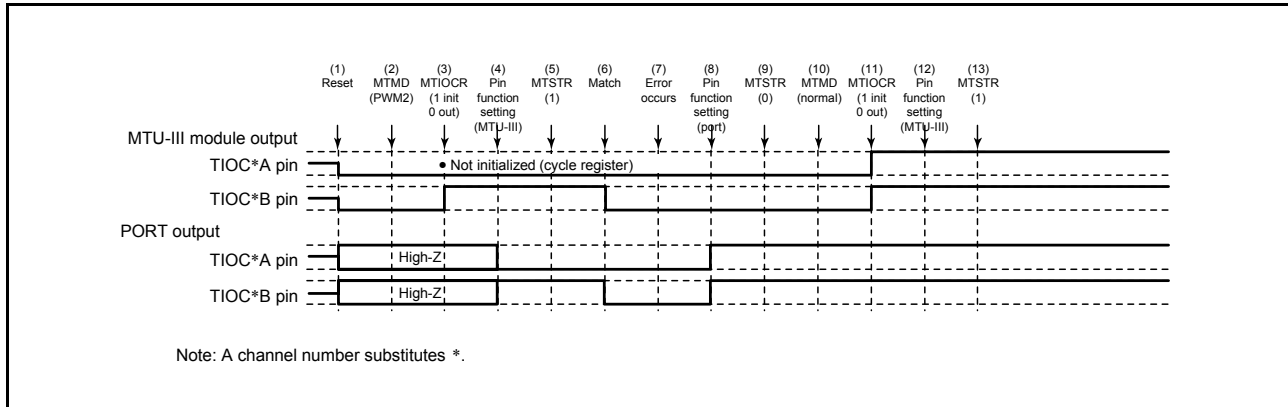 (1) (2) (3) (4) (5) (6) (7) (8) (9) (10) (11) (12) (13)
Reset MTMD MTIOCR Pin MTSTR Match Error Pin MTSTR MTMD MTIOCR Pin MTSTR
(PWM2) (1 init function (1) occurs function (0) (normal) (1 init function (1)
0 out) setting setting 0 out) setting
(MTU-III) (port) (MTU-III)
MTU-III module output
TIOC*A pin
• Not initialized (cycle register)
TIOC*B pin
PORT output
TIOC*A pin
High-Z
TIOC*B pin
High-Z
Note: A channel number substitutes *.